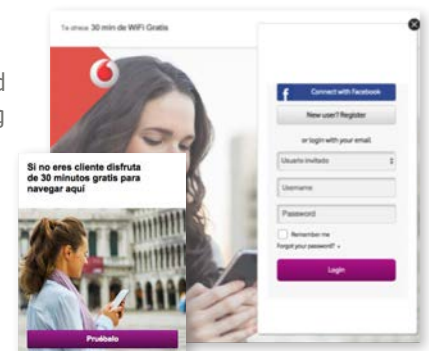 Te ofrece 30 min de WiFi Gratis
d
g
Connect with Facebook
New user? Register
or login with your email
Usuario invitado
Username
Password
Remember me
Forgot your password?
Login
Si no eres cliente disfruta
de 30 minutos gratis para
navegar aquí
Pruébalo